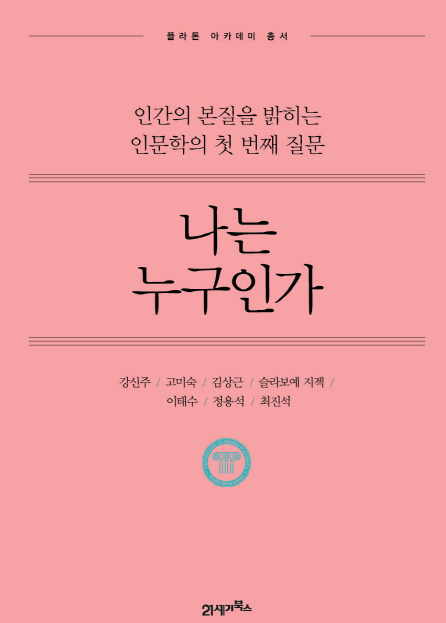 플라톤 아카데미 총서
인간의 본질을 밝히는
인문학의 첫 번째 질문
나는
누구인가
강신주 / 고미숙 / 김상근 / 슬라보예 지젝 /
이태수 / 정용석 / 최진석
21세기북스